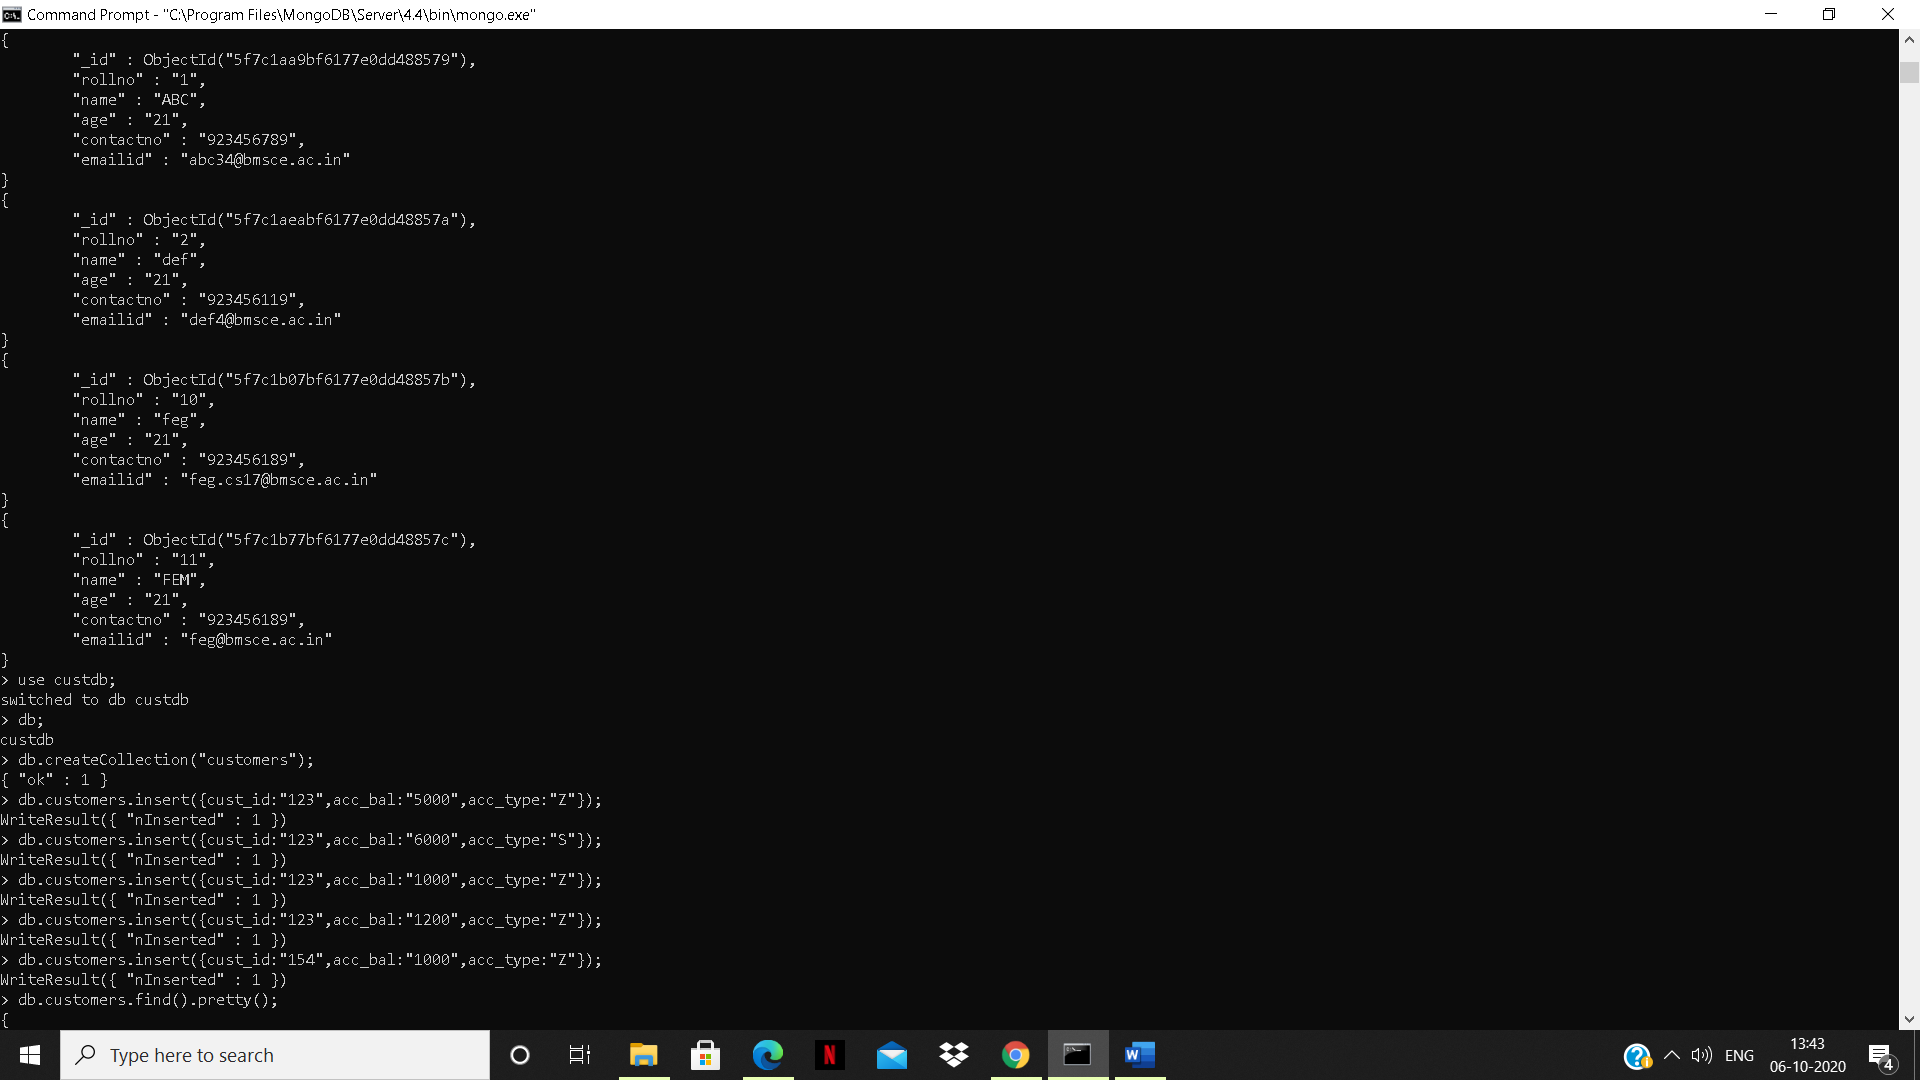 Command Prompt - "C:\Program Files\MongoDB\Server\4.4\bin\mongo.exe"
{
"_id" : ObjectId("5f7c1aa9bf6177e0dd488579"),
"rollno" : "1",
"name" : "ABC",
"age" : "21",
"contactno" : "923456789",
"emailid" : "abc34@bmsce.ac.in"
}
{
"_id" : ObjectId("5f7c1aeabf6177e0dd48857a"),
"rollno" : "2",
"name" : "def",
"age" : "21",
"contactno" : "923456119",
"emailid" : "def4@bmsce.ac.in"
}
{
"_id" : ObjectId("5f7c1b07bf6177e0dd48857b"),
"rollno" : "10",
"name" : "feg",
"age" : "21",
"contactno" : "923456189",
"emailid" : "feg.cs17@bmsce.ac.in"
}
{
"_id" : ObjectId("5f7c1b77bf6177e0dd48857c"),
"rollno" : "11",
"name" : "FEM",
"age" : "21",
"contactno" : "923456189",
"emailid" : "feg@bmsce.ac.in"
}
> use custdb;
switched to db custdb
> db;
custdb
> db.createCollection("customers");
{ "ok" : 1 }
> db.customers.insert({cust_id:"123",acc_bal:"5000",acc_type:"Z"});
WriteResult({ "nInserted" : 1 })
> db.customers.insert({cust_id:"123",acc_bal:"6000",acc_type:"S"});
WriteResult({ "nInserted" : 1 })
> db.customers.insert({cust_id:"123",acc_bal:"1000",acc_type:"Z"});
WriteResult({ "nInserted" : 1 })
> db.customers.insert({cust_id:"123",acc_bal:"1200",acc_type:"Z"});
WriteResult({ "nInserted" : 1 })
> db.customers.insert({cust_id:"154",acc_bal:"1000",acc_type:"Z"});
WriteResult({ "nInserted" : 1 })
> db.customers.find().pretty();
{
Type here to search
ENG
13:43
06-10-2020
4